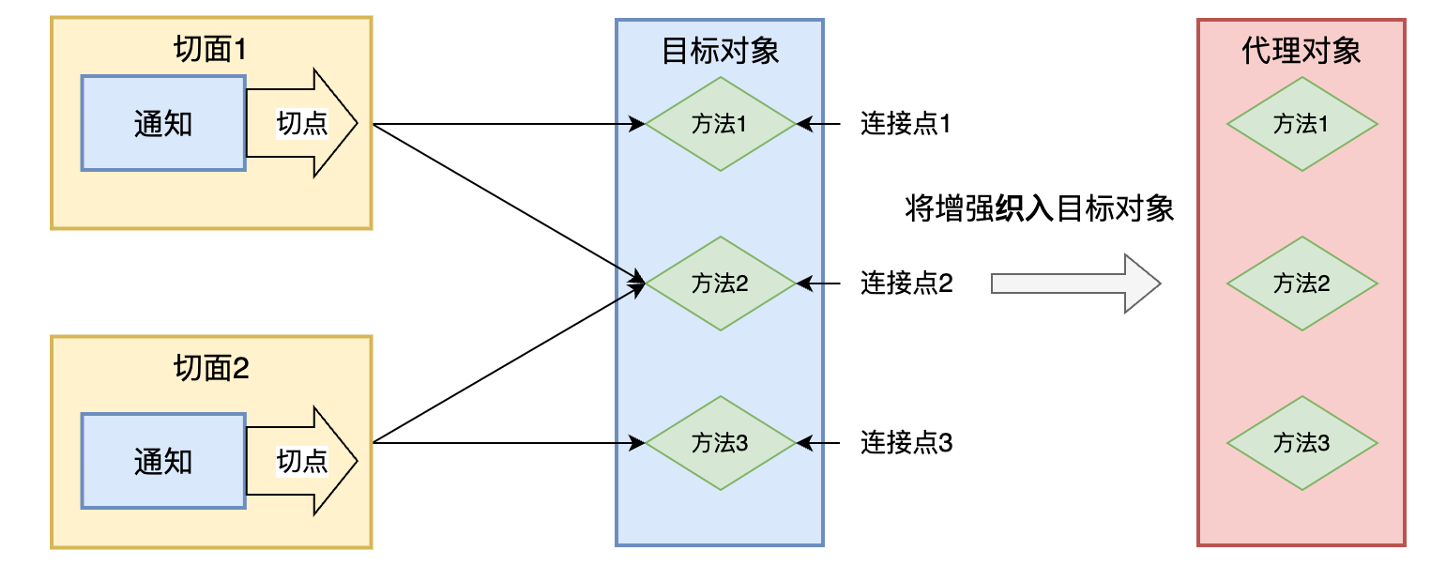 切面1
通知
切点
目标对象
方法1
连接点1
代理对象
方法1
将增强织入目标对象
方法2
连接点2
方法2
切面2
通知
切点
方法3
连接点3
方法3